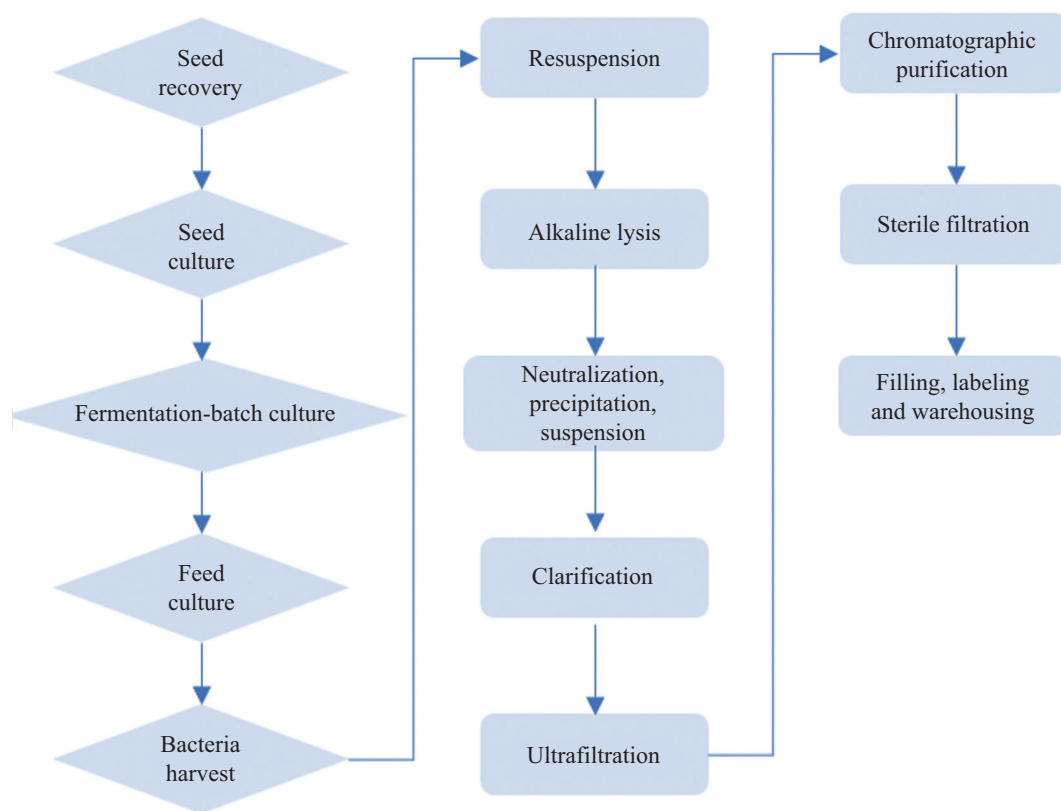 Seed
recovery
Seed
culture
Fermentation-batch culture
Feed
culture
Bacteria
harvest
Resuspension
Alkaline lysis
Neutralization,
precipitation,
suspension
Clarification
Ultrafiltration
Chromatographic
purification
Sterile filtration
Filling, labeling
and warehousing